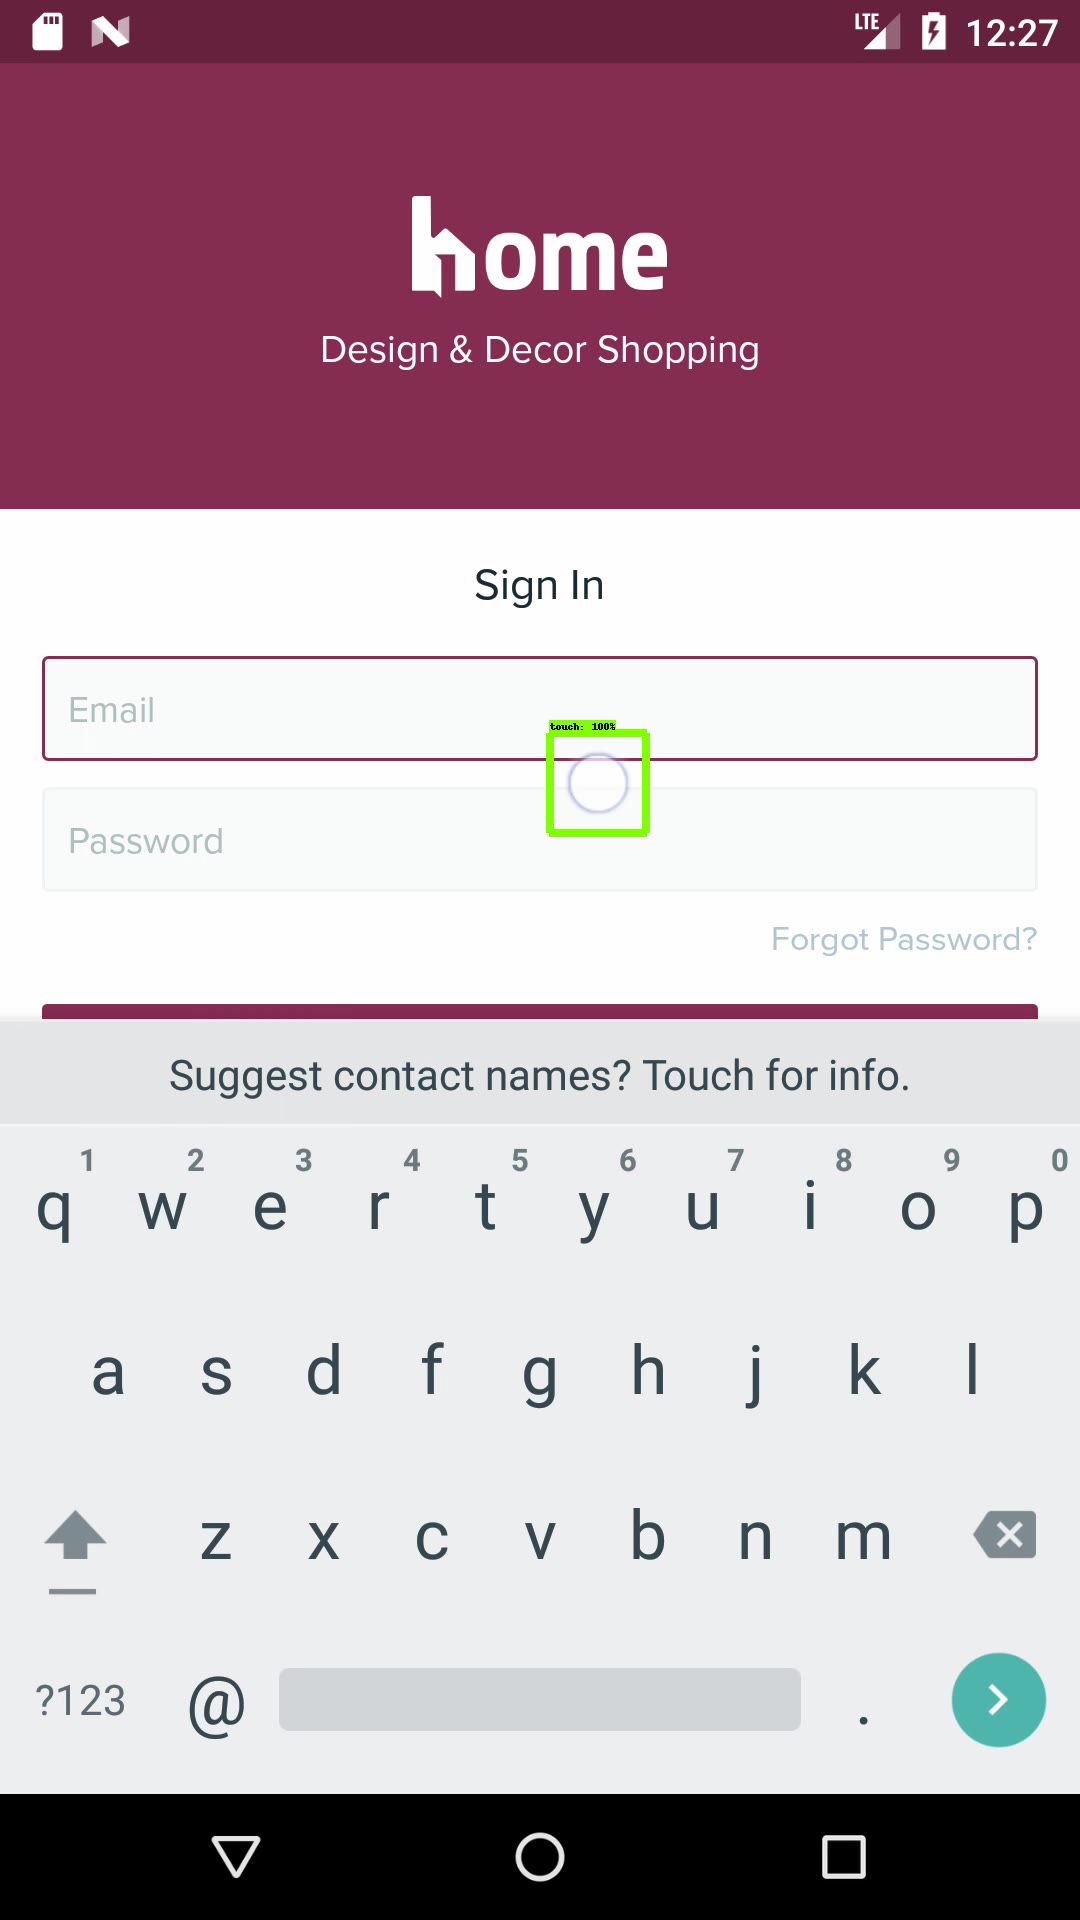 LTE 12:27
home
Design & Decor Shopping
Sign In
Email
touch: 100%
Password
Forgot Password?
Suggest contact names? Touch for info.
1 2 3 4 5 6 7 8 9 0
q w e r t y u i o p
a s d f g h j k l
z x c v b n m
?123 @ .